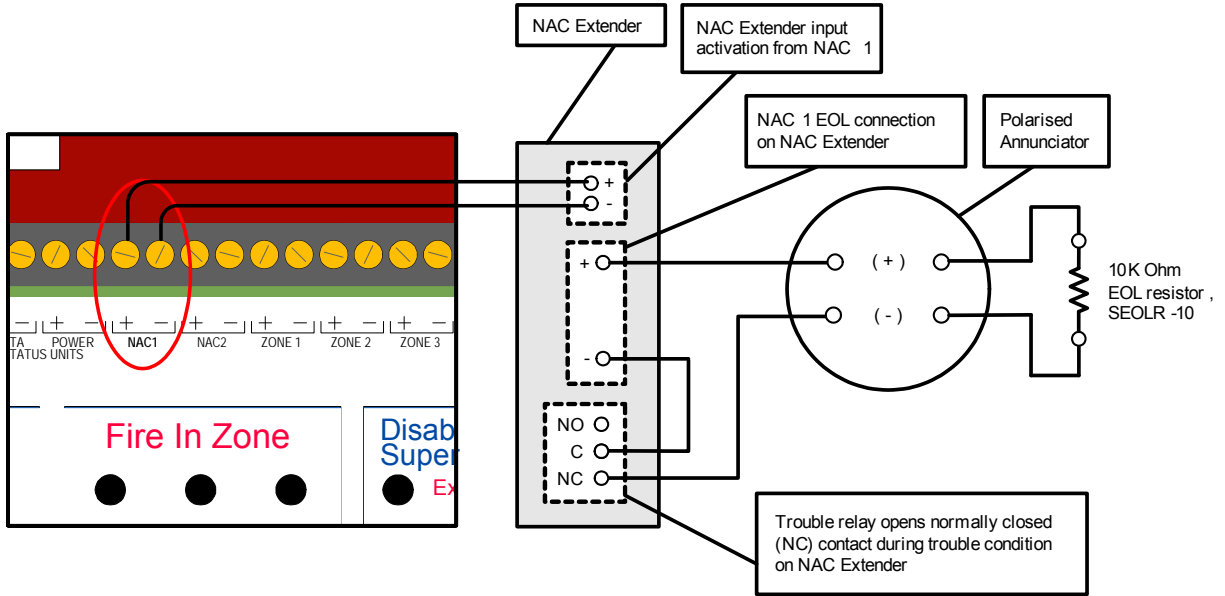 NAC Extender
NAC Extender input
activation from NAC 1
NAC 1 EOL connection
on NAC Extender
Polarised
Annunciator
+
-
+
-
NO
C
NC
(+)
(-)
10K Ohm
EOL resistor ,
SEOLR -10
− + − + − + − + − + − + −
TA POWER NAC1 NAC2 ZONE 1 ZONE 2 ZONE 3
TATUS UNITS
Fire In Zone
Disab
Super
Ex
Trouble relay opens normally closed
(NC) contact during trouble condition
on NAC Extender